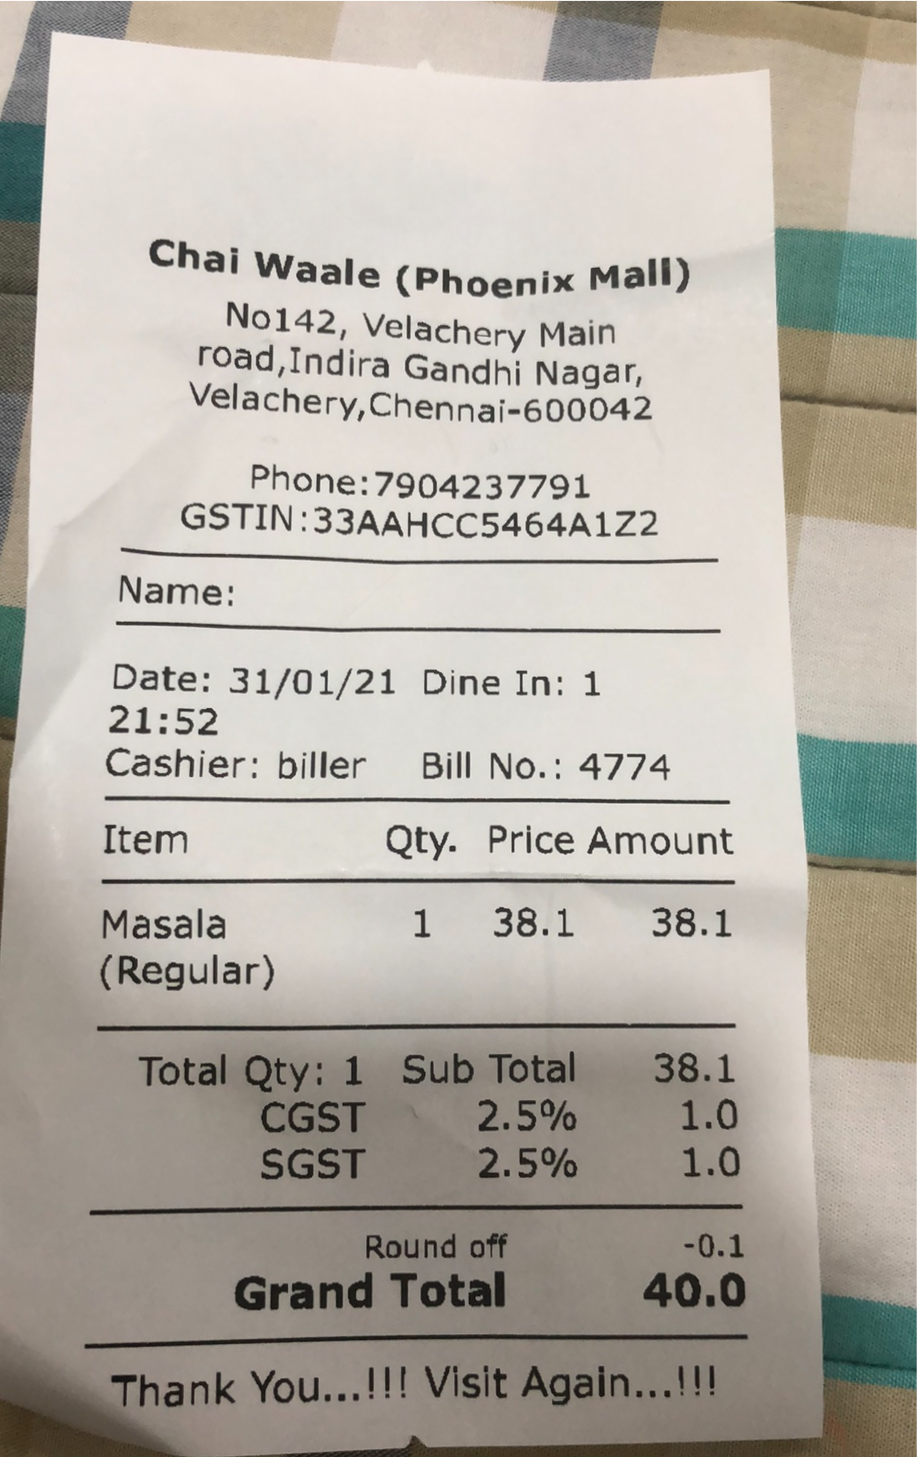 Chai Waale (Phoenix Mall)
No142, Velachery Main
road,Indira Gandhi Nagar,
Velachery,Chennai-600042
Phone:7904237791
GSTIN:33AAHCC5464A1Z2
Name:
Date: 31/01/21 Dine In: 1
21:52
Cashier: biller Bill No.: 4774
Item Qty. Price Amount
Masala 1 38.1 38.1
(Regular)
Total Qty: 1 Sub Total 38.1
CGST 2.5% 1.0
SGST 2.5% 1.0
Round off -0.1
Grand Total 40.0
Thank You...!!! Visit Again...!!!